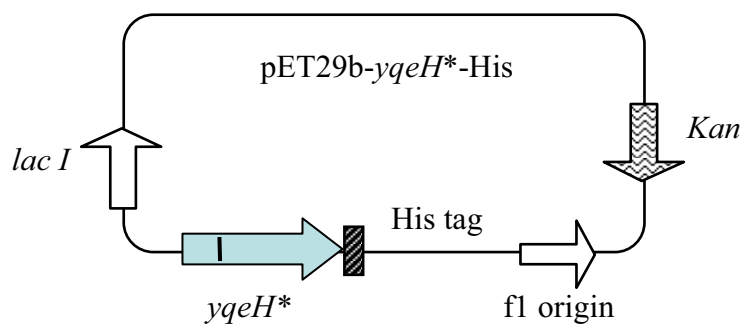 pET29b-yqeH*-His
Kan
lac I
His tag
yqeH*
f1 origin